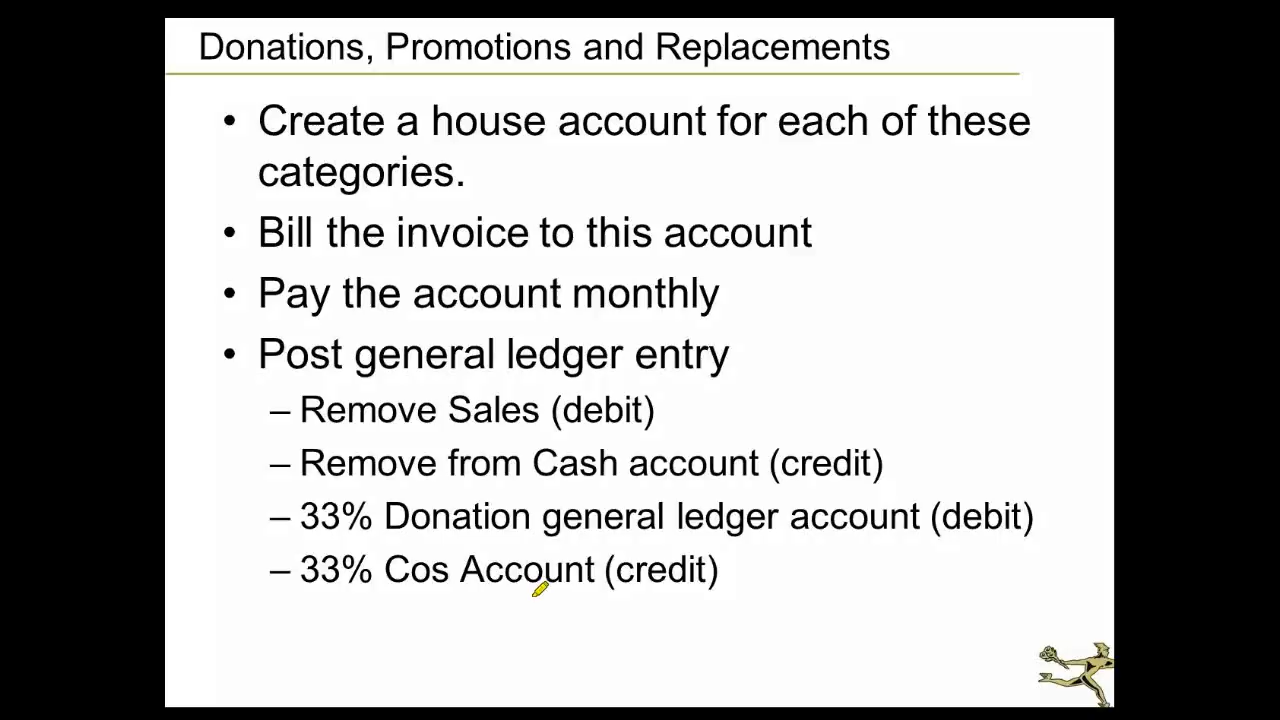 Donations, Promotions and Replacements
• Create a house account for each of these
categories.
• Bill the invoice to this account
• Pay the account monthly
• Post general ledger entry
– Remove Sales (debit)
– Remove from Cash account (credit)
– 33% Donation general ledger account (debit)
– 33% Cos Account (credit)